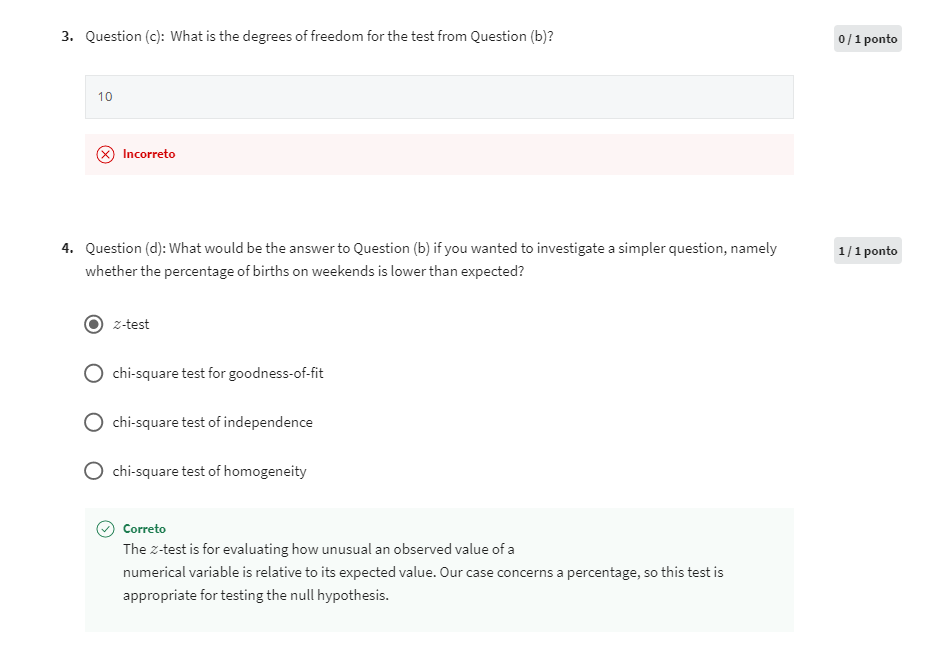 3. Question (c): What is the degrees of freedom for the test from Question (b)?
0 / 1 ponto
10
Incorreto
4. Question (d): What would be the answer to Question (b) if you wanted to investigate a simpler question, namely
whether the percentage of births on weekends is lower than expected?
1 / 1 ponto
z-test
chi-square test for goodness-of-fit
chi-square test of independence
chi-square test of homogeneity
Correto
The z-test is for evaluating how unusual an observed value of a
numerical variable is relative to its expected value. Our case concerns a percentage, so this test is
appropriate for testing the null hypothesis.